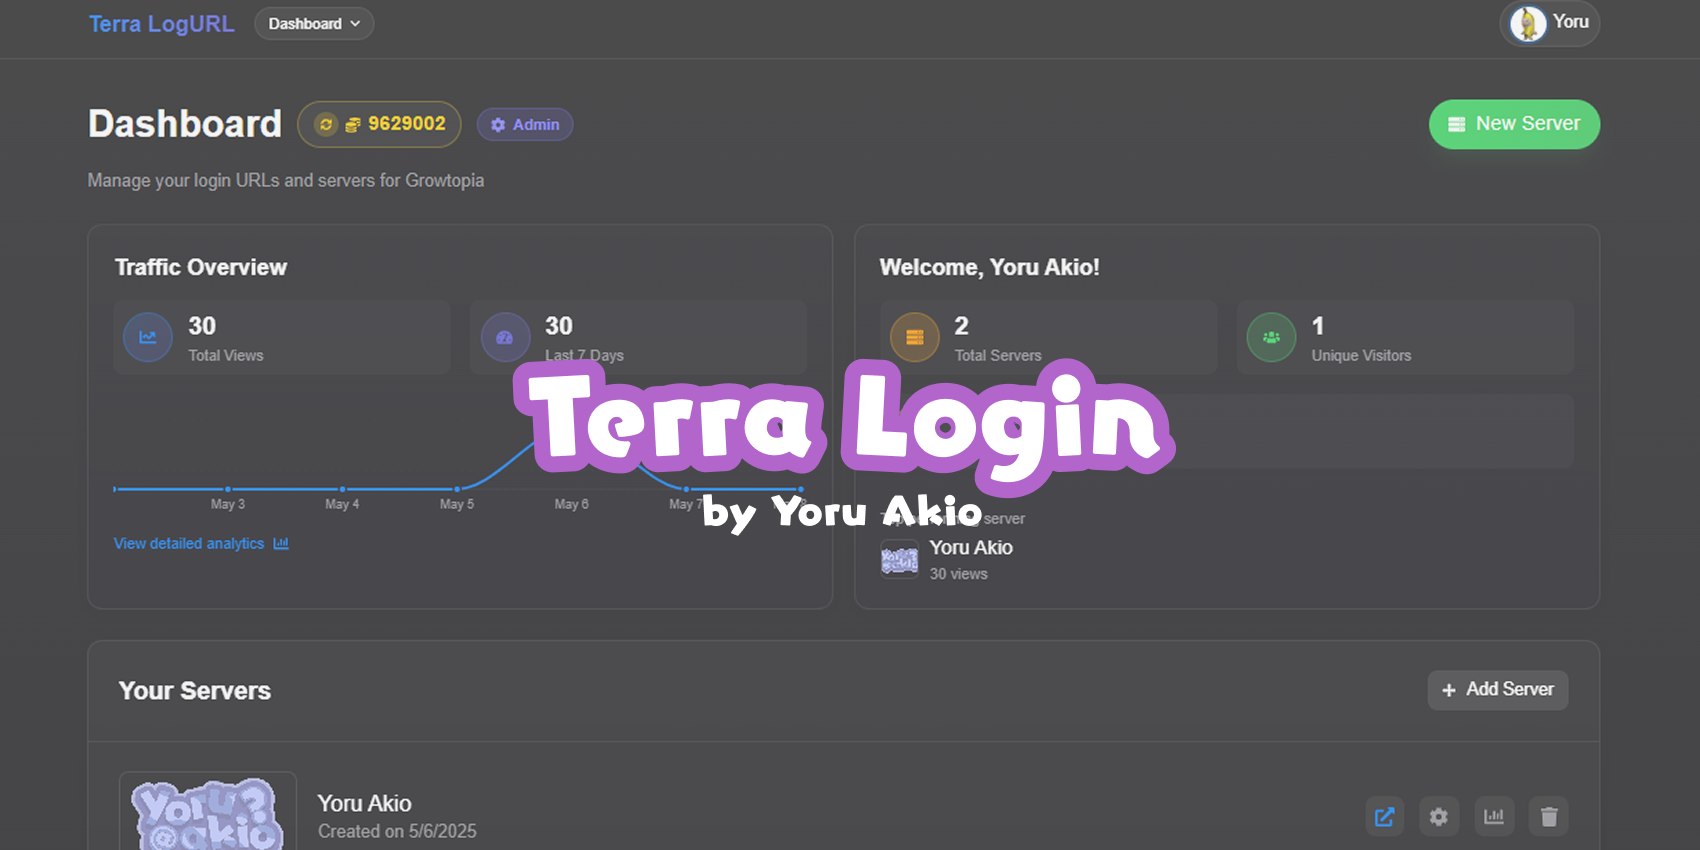 Terra LogURL Dashboard Yoru
Dashboard 9629002 Admin New Server
Manage your login URLs and servers for Growtopia
Traffic Overview
30
Total Views
30
Last 7 Days
Welcome, Yoru Akio!
2
Total Servers
1
Unique Visitors
Terra Login
by Yoru Akio
May 3 May 4 May 5 May 6 May 7
View detailed analytics
server
Yoru Akio
30 views
Your Servers
+ Add Server
Yoru?
@akio
Yoru Akio
Created on 5/6/2025